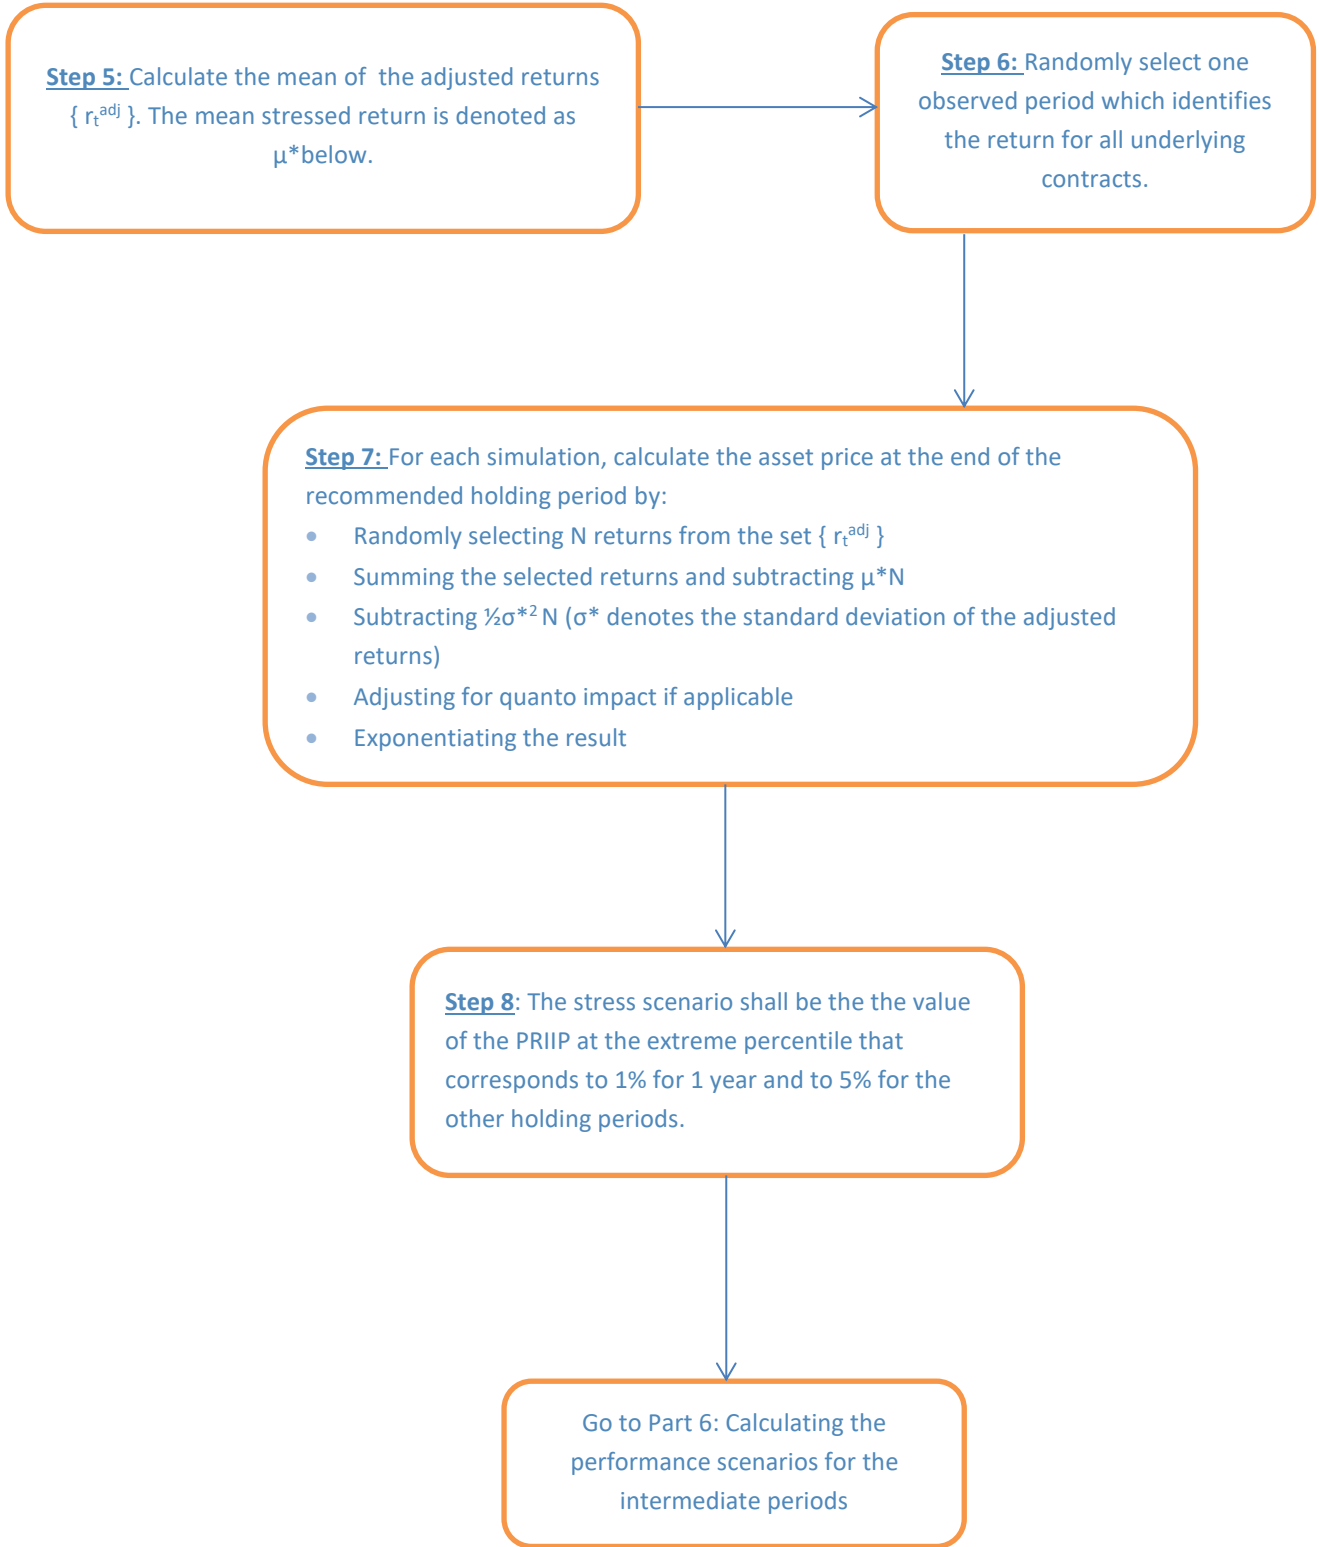 Step 5: Calculate the mean of  the adjusted returns
{ rₜᵃᵈʲ }. The mean stressed return is denoted as
μ*below.
Step 6: Randomly select one
observed period which identifies
the return for all underlying
contracts.
Step 7: For each simulation, calculate the asset price at the end of the
recommended holding period by:
• Randomly selecting N returns from the set { rₜᵃᵈʲ }
• Summing the selected returns and subtracting μ*N
• Subtracting ½σ*² N (σ* denotes the standard deviation of the adjusted
returns)
• Adjusting for quanto impact if applicable
• Exponentiating the result
Step 8: The stress scenario shall be the the value
of the PRIIP at the extreme percentile that
corresponds to 1% for 1 year and to 5% for the
other holding periods.
Go to Part 6: Calculating the
performance scenarios for the
intermediate periods